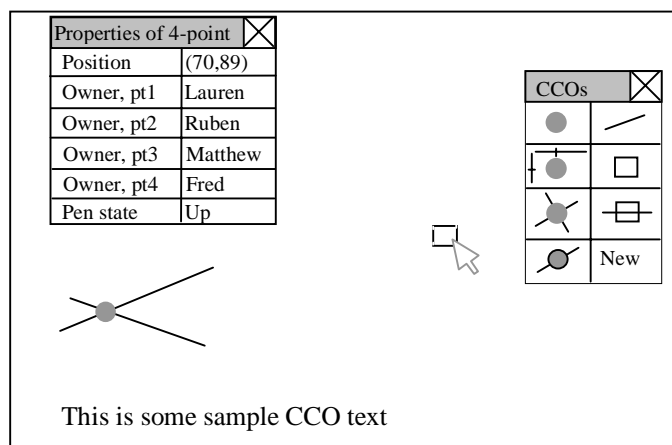 Properties of 4-point
Position (70,89)
Owner, pt1 Lauren
Owner, pt2 Ruben
Owner, pt3 Matthew
Owner, pt4 Fred
Pen state Up
CCOs
New
This is some sample CCO text